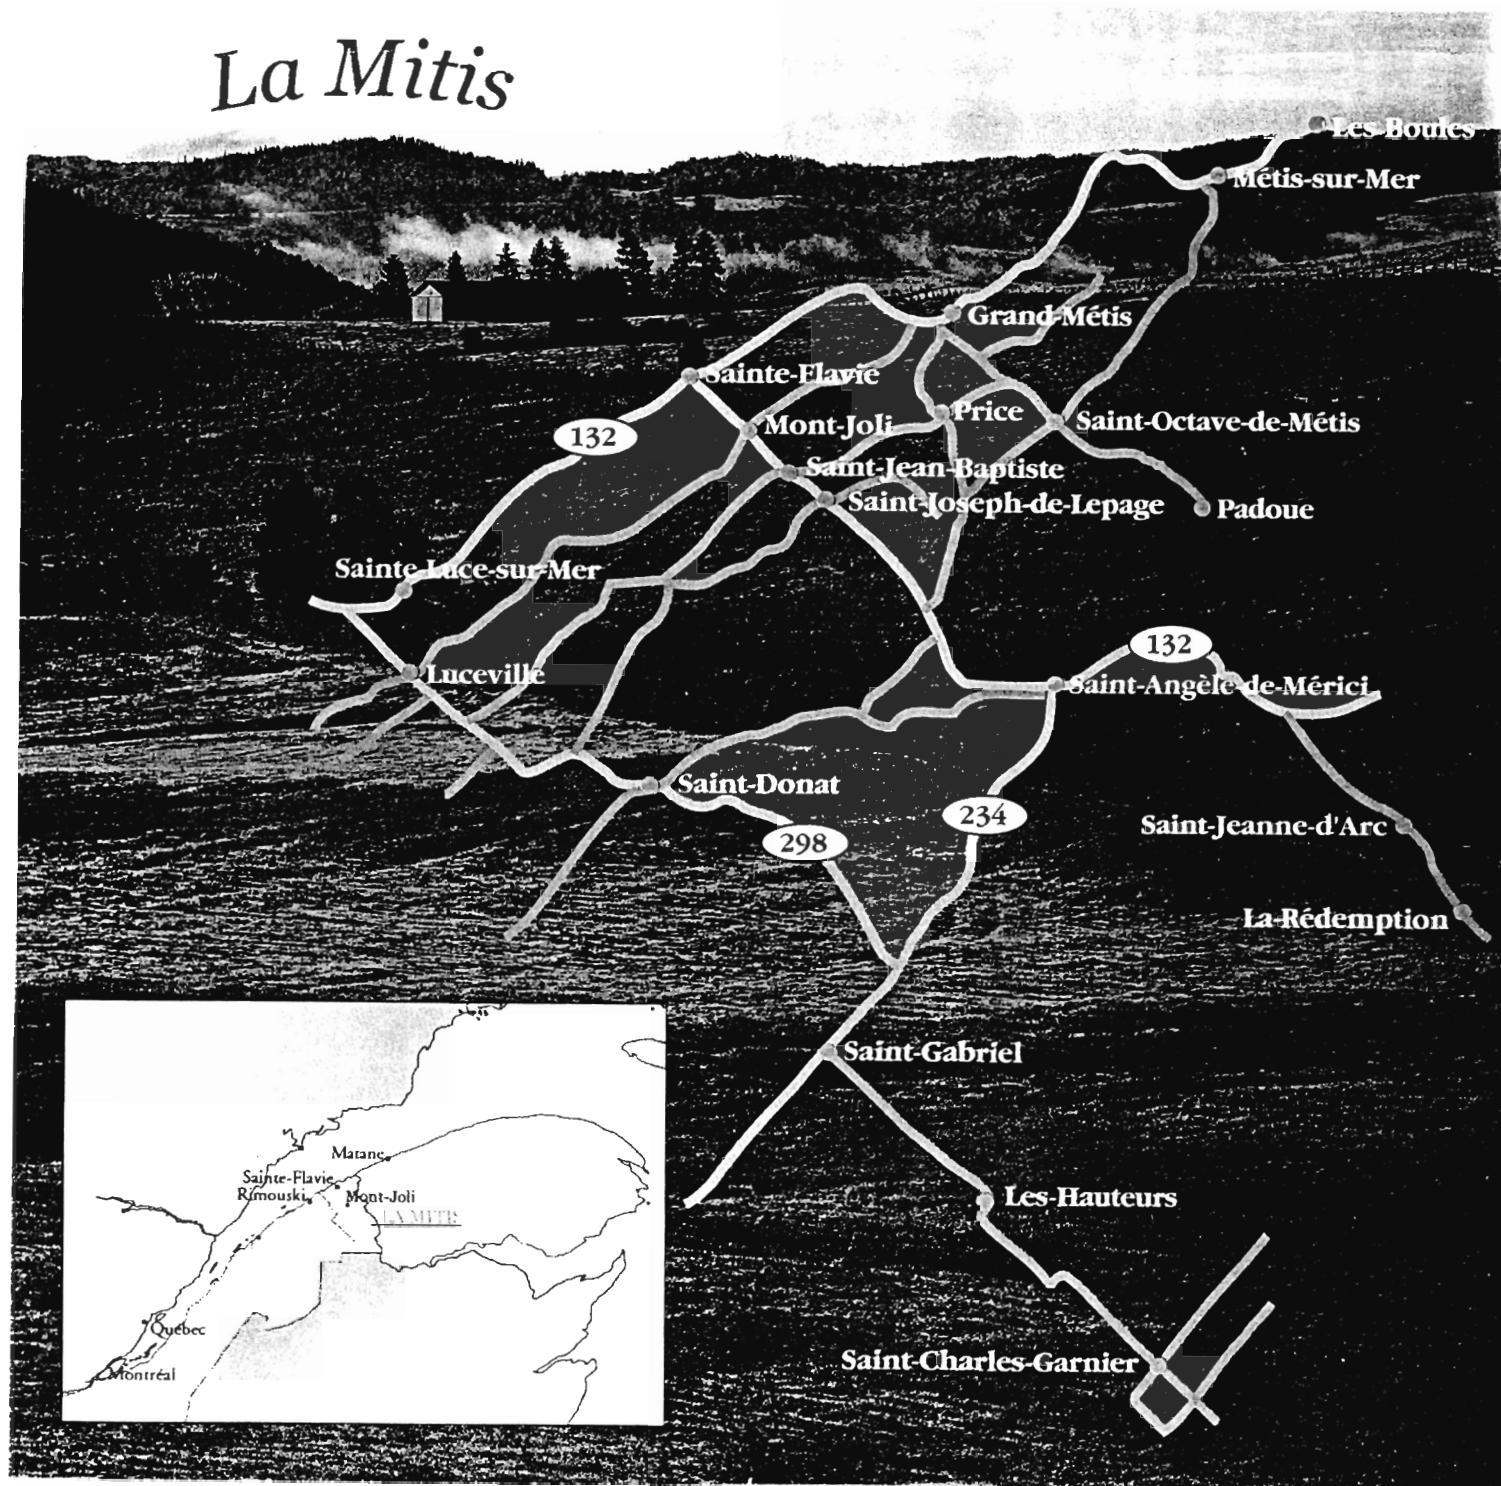 La Mitis
Les Boules
Métis-sur-Mer
Grand-Métis
Sainte-Flavie
Price
Mont-Joli
Saint-Octave-de-Métis
132
Saint-Jean-Baptiste
Saint-Joseph-de-Lepage
Padoue
Sainte-Luce-sur-Mer
132
Luceville
Saint-Angèle-de-Mérici
Saint-Donat
234
Saint-Jeanne-d'Arc
298
La-Rédemption
Saint-Gabriel
Matane
Sainte-Flavie
Rimouski
Mont-Joli
LA MITIS
Les-Hauteurs
Québec
Saint-Charles-Garnier
Montréal